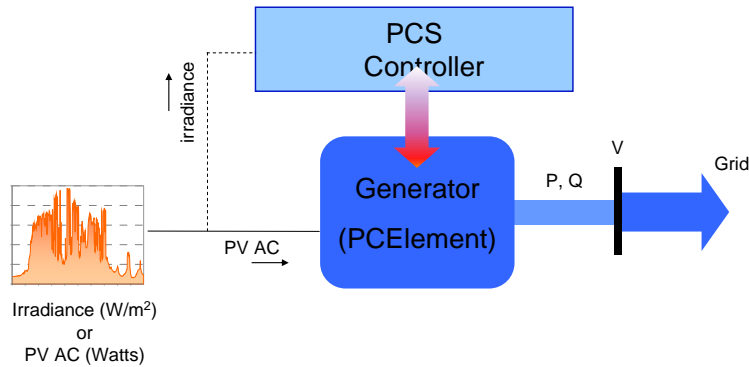 PCS
Controller
irradiance
Generator
(PCElement)
P, Q
V
Grid
PV AC
Irradiance (W/m²)
or
PV AC (Watts)